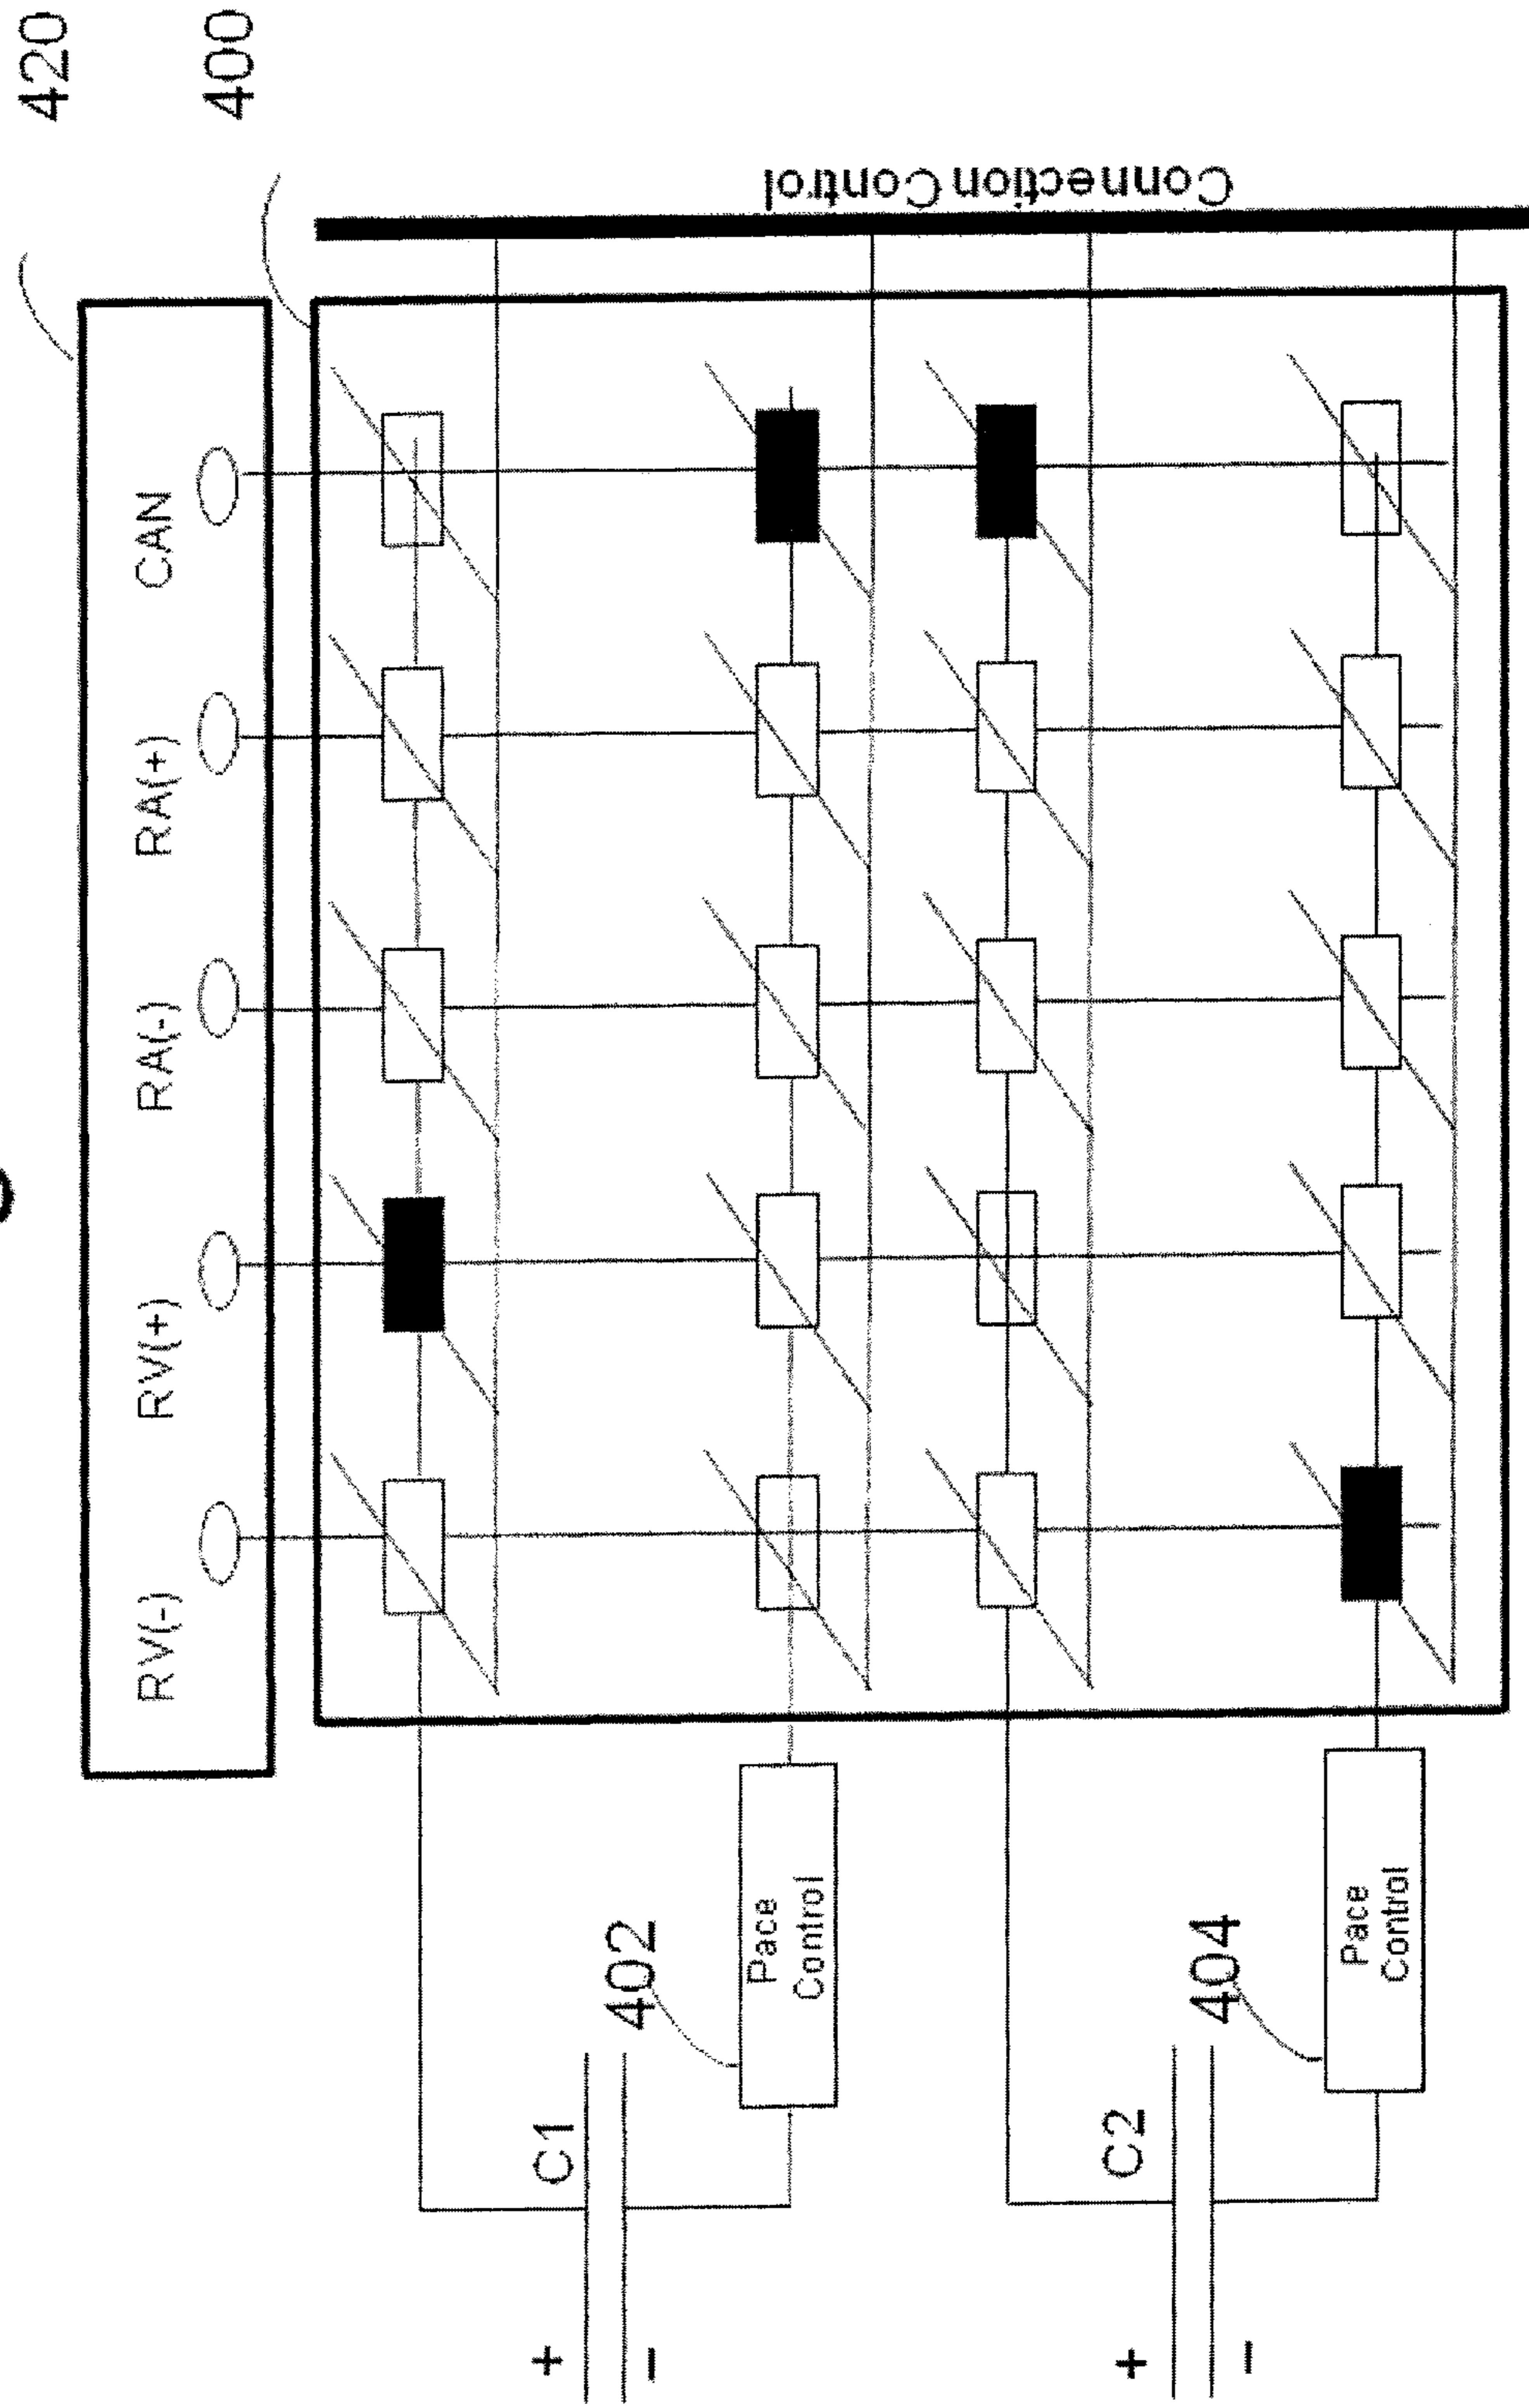 420
400
RV(-)
RV(+)
RA(-)
RA(+)
CAN
Connection Control
C1
+
-
402
Pace
Control
C2
+
-
404
Pace
Control